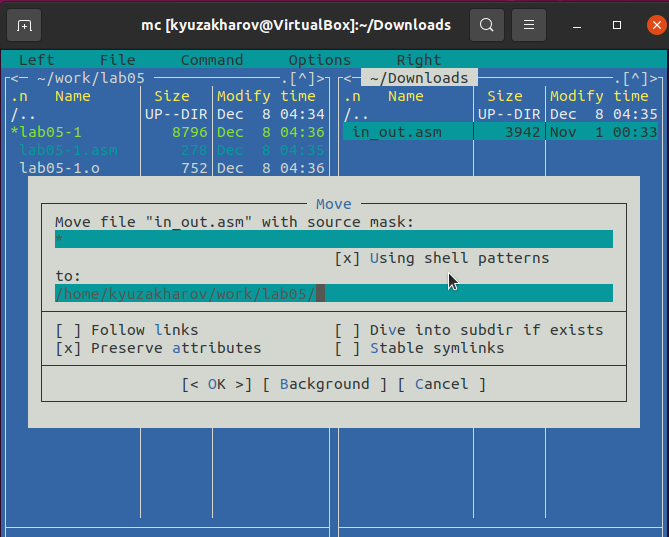 mc [kyuzakharov@VirtualBox]:~/Downloads
Left File Command Options Right
<— ~/work/lab05 .[^]> <— ~/Downloads .[^]>
.n Name Size Modify time .n Name Size Modify time
/.. UP--DIR Dec 8 04:34 /.. UP--DIR Dec 8 04:35
*lab05-1 8796 Dec 8 04:36 in_out.asm 3942 Nov 1 00:33
lab05-1.asm 278 Dec 8 04:35
lab05-1.o 752 Dec 8 04:36
Move
Move file "in_out.asm" with source mask:
*
[x] Using shell patterns
to:
/home/kyuzakharov/work/lab05/
[ ] Follow links [ ] Dive into subdir if exists
[x] Preserve attributes [ ] Stable symlinks
[< OK >] [ Background ] [ Cancel ]